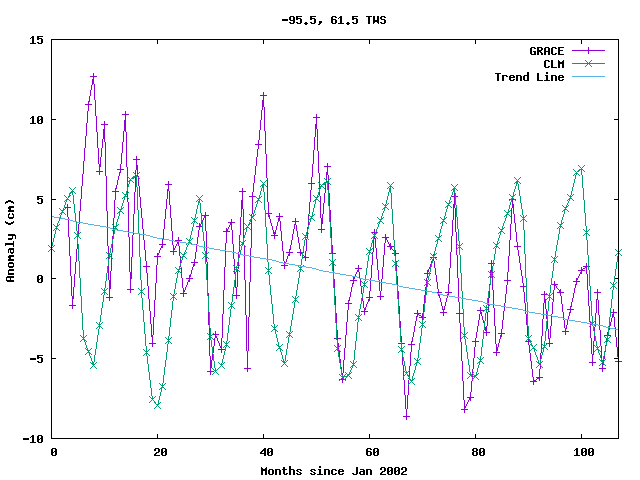 -95.5, 61.5 TWS
GRACE
CLM
Trend Line
15
10
5
0
-5
-10
Anomaly (cm)
0 20 40 60 80 100
Months since Jan 2002